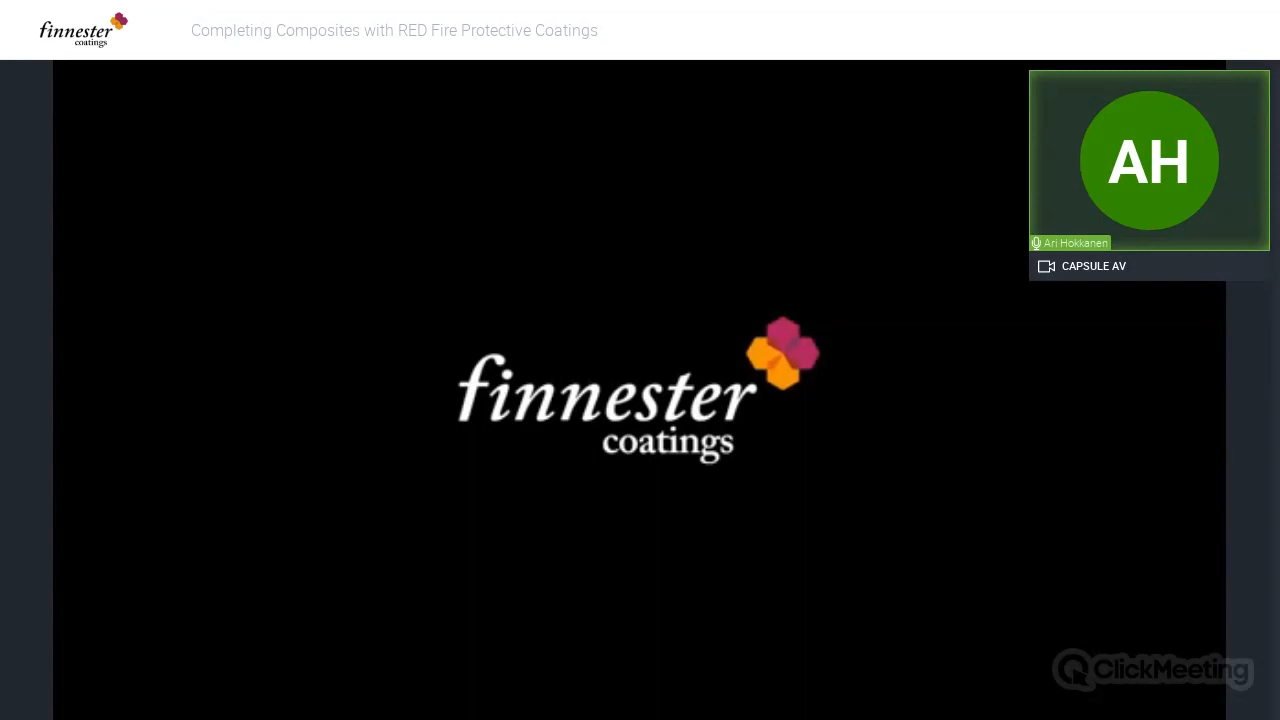 finnester
coatings
Completing Composites with RED Fire Protective Coatings
AH
Ari Hokkanen
CAPSULE AV
finnester
coatings
ClickMeeting